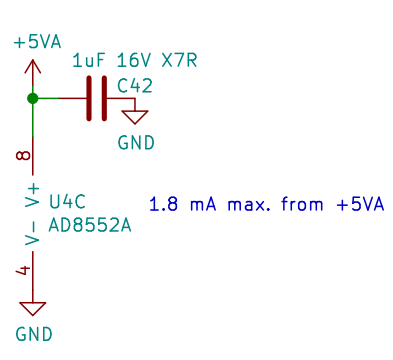 +5VA
1uF 16V X7R
C42
GND
8
V+
U4C
1.8 mA max. from +5VA
AD8552A
V-
4
GND